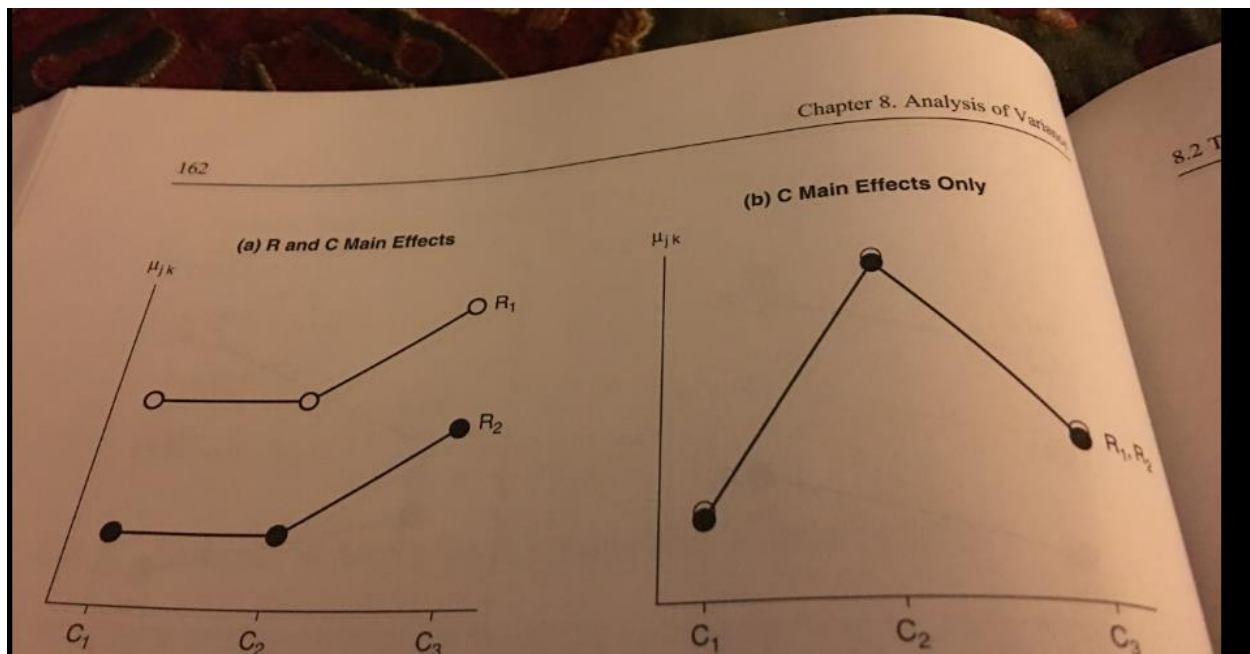 Chapter 8. Analysis of Variance
162
8.2 T
(a) R and C Main Effects
μjk
R₁
R₂
C₁ C₂ C₃
(b) C Main Effects Only
μjk
R₁, R₂
C₁ C₂ C₃